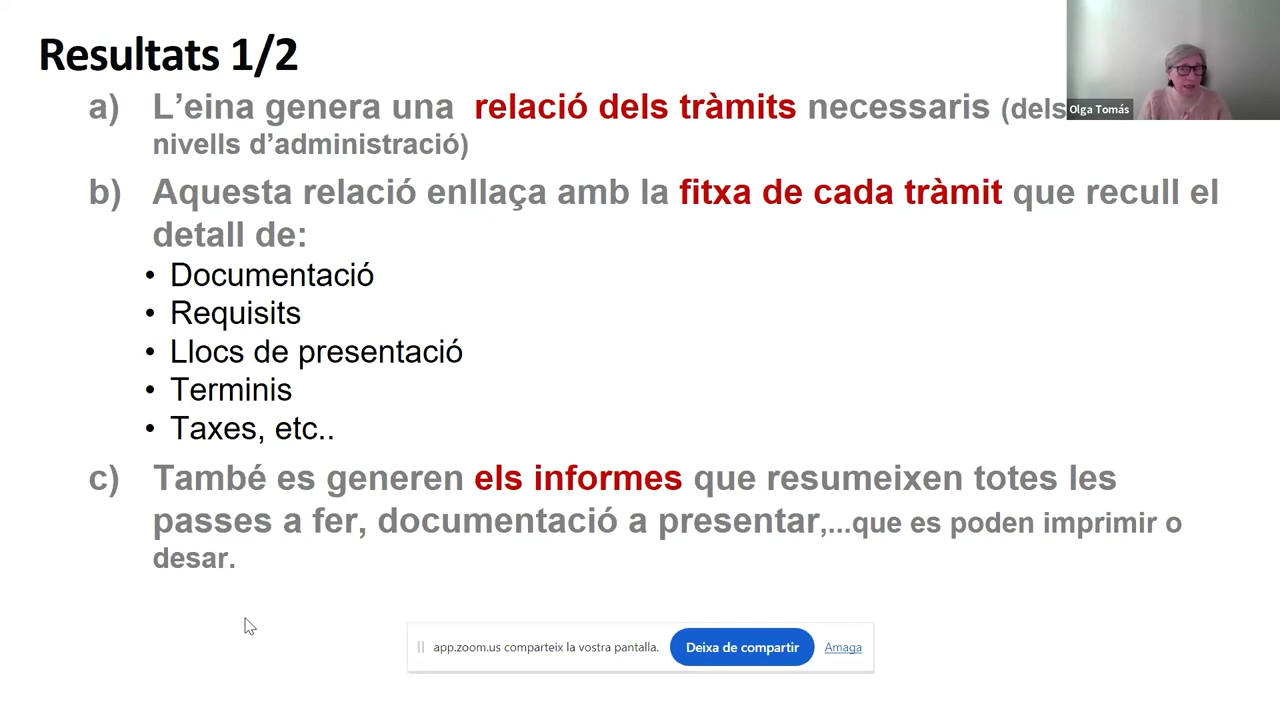 Resultats 1/2
a) L’eina genera una relació dels tràmits necessaris (dels
nivells d’administració)
Olga Tomás
b) Aquesta relació enllaça amb la fitxa de cada tràmit que recull el
detall de:
• Documentació
• Requisits
• Llocs de presentació
• Terminis
• Taxes, etc..
c) També es generen els informes que resumeixen totes les
passes a fer, documentació a presentar,...que es poden imprimir o
desar.
app.zoom.us comparteix la vostra pantalla. Deixa de compartir Amaga